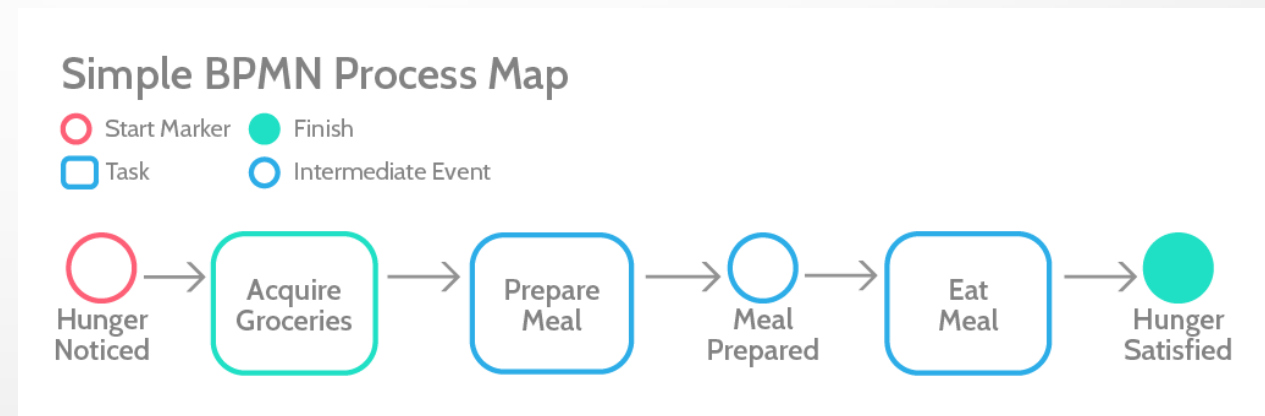 Simple BPMN Process Map
Start Marker
Finish
Task
Intermediate Event
Hunger
Noticed
Acquire
Groceries
Prepare
Meal
Meal
Prepared
Eat
Meal
Hunger
Satisfied